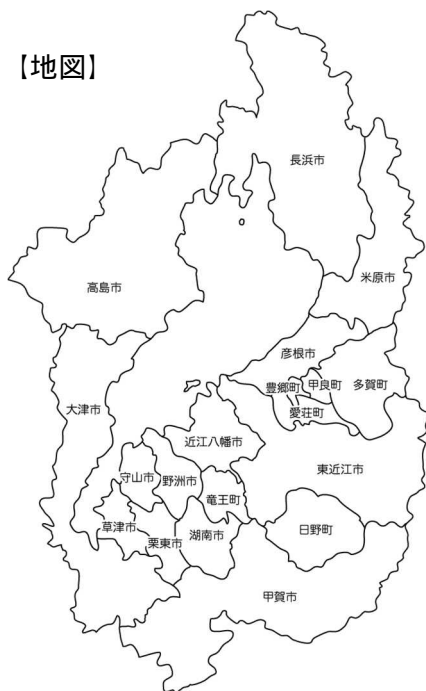 【地図】
長浜市
高島市
米原市
彦根市
豊郷町
甲良町
多賀町
愛荘町
大津市
近江八幡市
東近江市
守山市
野洲市
竜王町
草津市
栗東市
湖南市
日野町
甲賀市